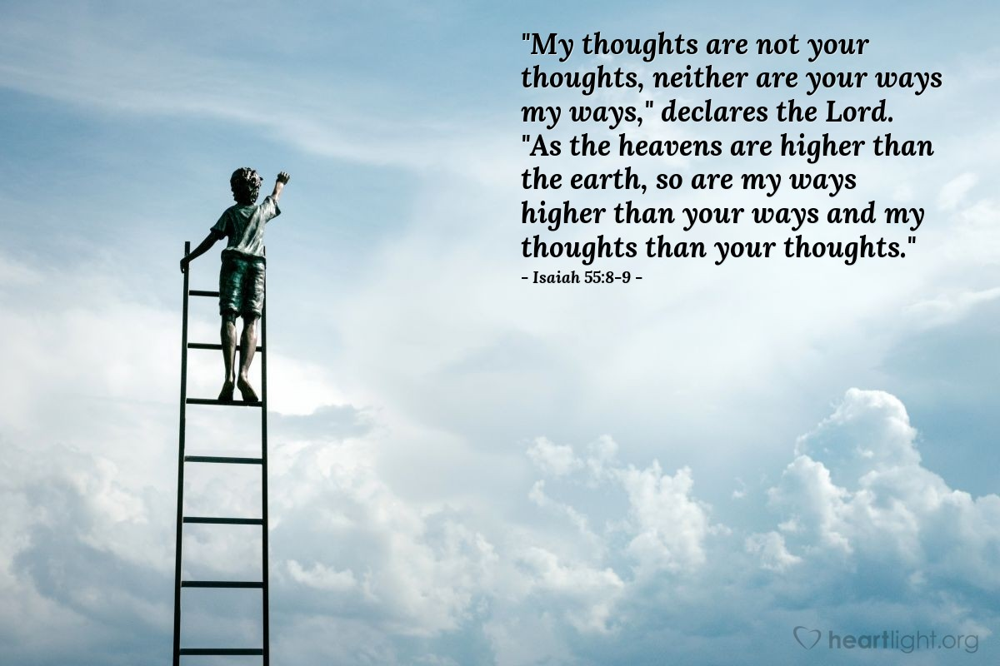 "My thoughts are not your
thoughts, neither are your ways
my ways," declares the Lord.
"As the heavens are higher than
the earth, so are my ways
higher than your ways and my
thoughts than your thoughts."
- Isaiah 55:8-9 -
heartlight.org